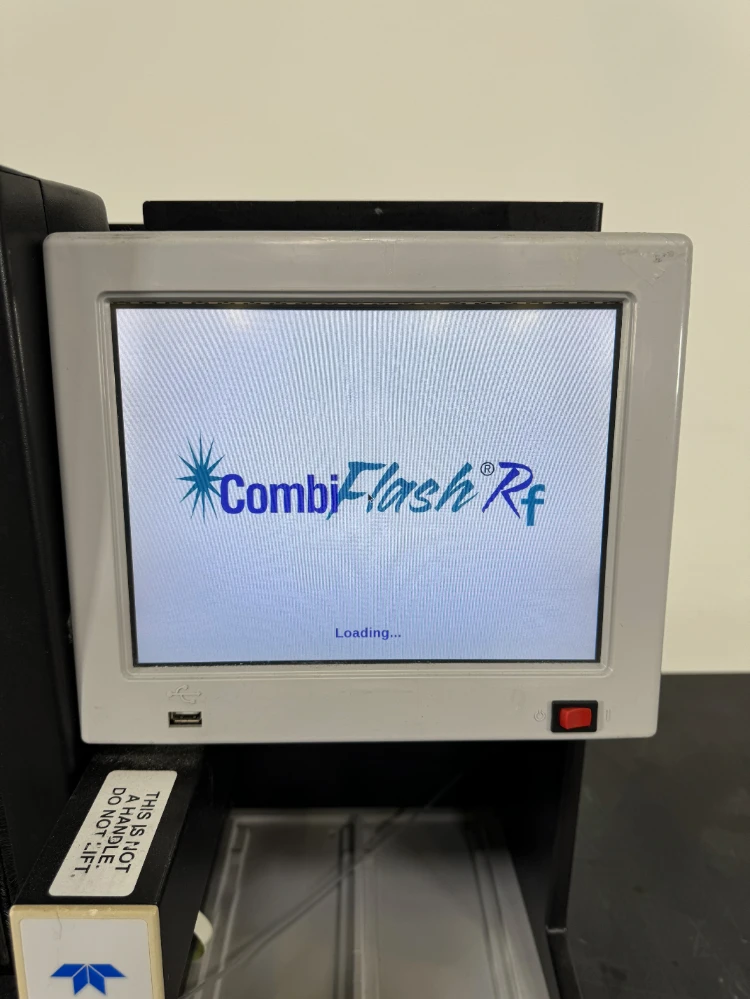 CombiFlash® Rf
Loading...
THIS IS NOT
A HANDLE.
DO NOT LIFT.